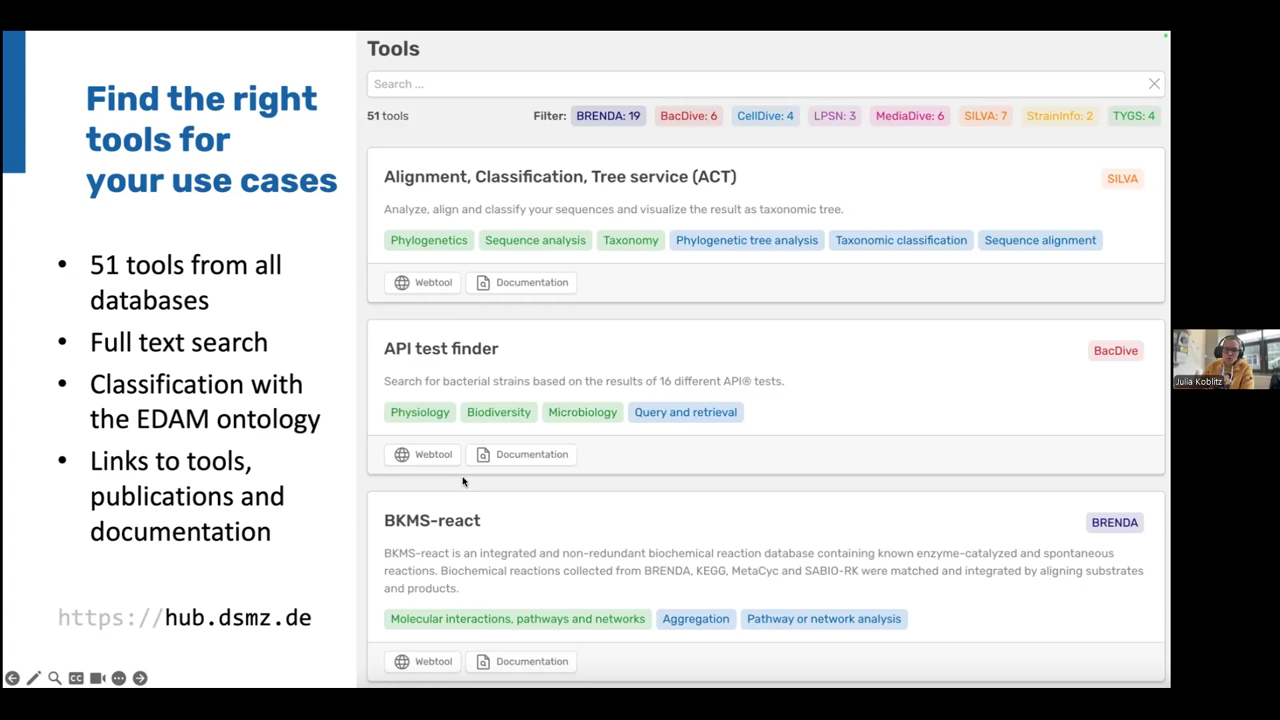 Find the right
tools for
your use cases
• 51 tools from all
databases
• Full text search
• Classification with
the EDAM ontology
• Links to tools,
publications and
documentation
https://hub.dsmz.de
Tools
Search ...
51 tools
Filter: BRENDA: 19 BacDive: 6 CellDive: 4 LPSN: 3 MediaDive: 6 SILVA: 7 StrainInfo: 2 TYGS: 4
Alignment, Classification, Tree service (ACT)
SILVA
Analyze, align and classify your sequences and visualize the result as taxonomic tree.
Phylogenetics Sequence analysis Taxonomy Phylogenetic tree analysis Taxonomic classification Sequence alignment
Webtool Documentation
API test finder
BacDive
Search for bacterial strains based on the results of 16 different API® tests.
Physiology Biodiversity Microbiology Query and retrieval
Webtool Documentation
BKMS-react
BRENDA
BKMS-react is an integrated and non-redundant biochemical reaction database containing known enzyme-catalyzed and spontaneous
reactions. Biochemical reactions collected from BRENDA, KEGG, MetaCyc and SABIO-RK were matched and integrated by aligning substrates
and products.
Molecular interactions, pathways and networks Aggregation Pathway or network analysis
Webtool Documentation
CC
Julia Koblitz